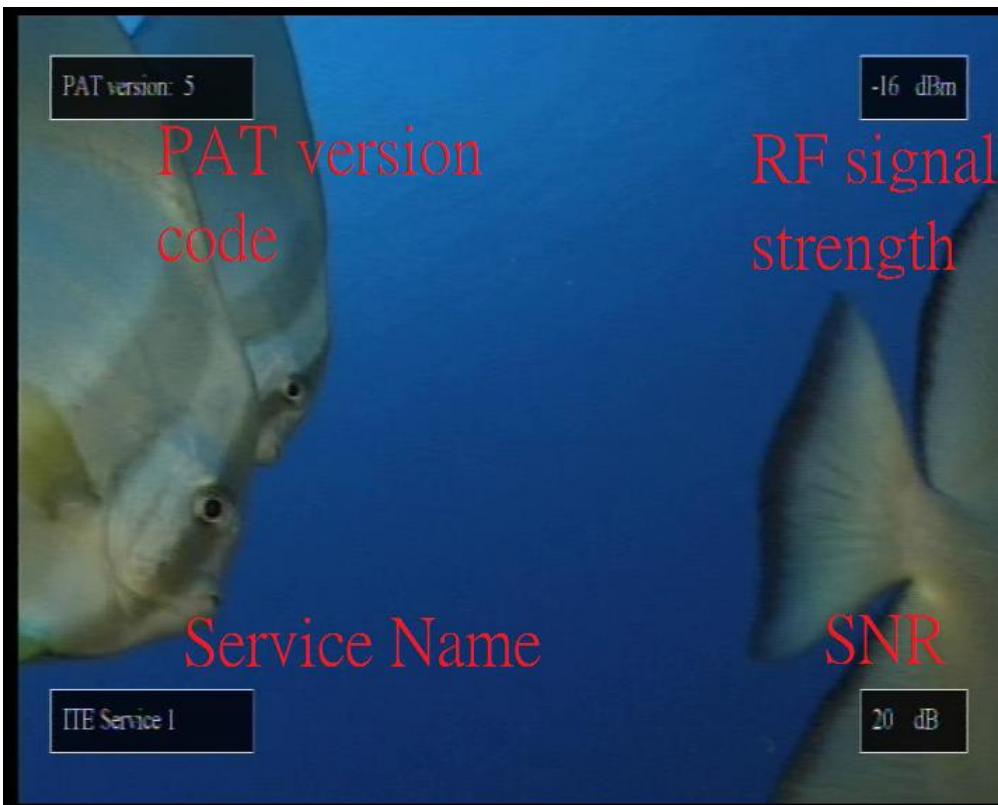 PAT version: 5
-16 dBm
PAT version
code
RF signal
strength
Service Name
SNR
ITE Service 1
20 dB